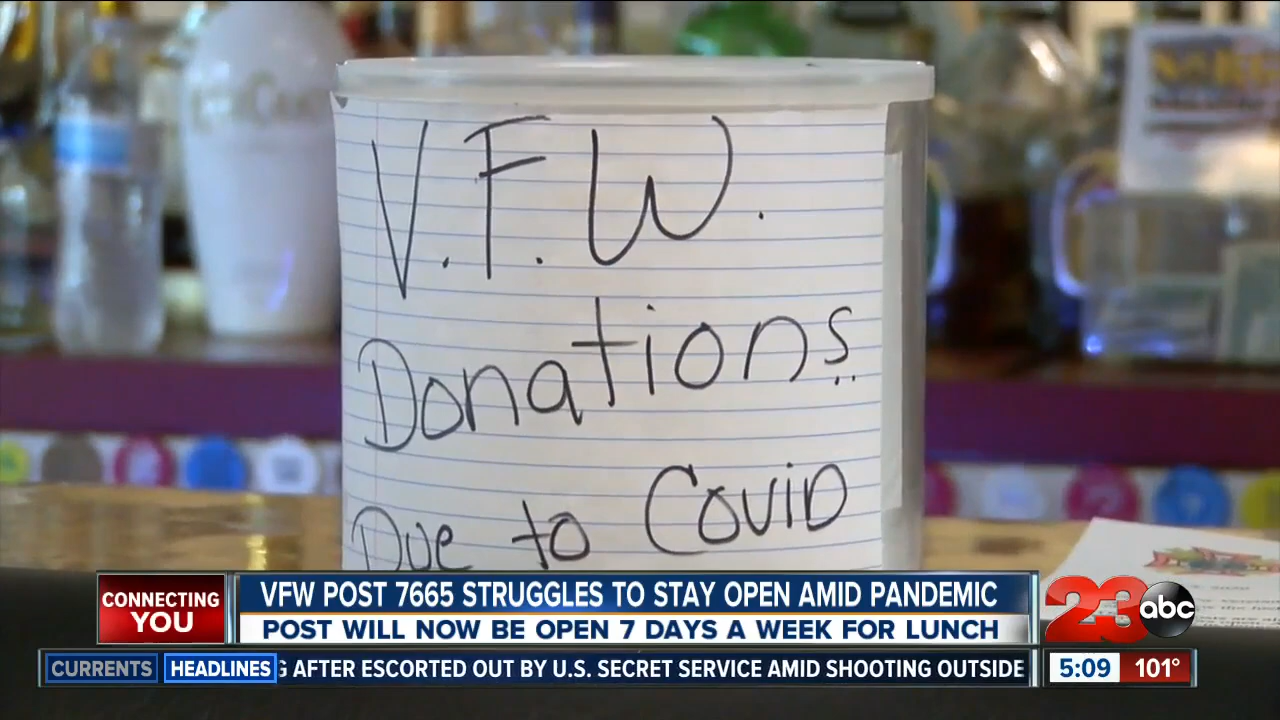 V.F.W.
Donations
Due to Covid
CONNECTING
YOU
VFW POST 7665 STRUGGLES TO STAY OPEN AMID PANDEMIC
POST WILL NOW BE OPEN 7 DAYS A WEEK FOR LUNCH
23 abc
CURRENTS HEADLINES G AFTER ESCORTED OUT BY U.S. SECRET SERVICE AMID SHOOTING OUTSIDE
5:09 101°